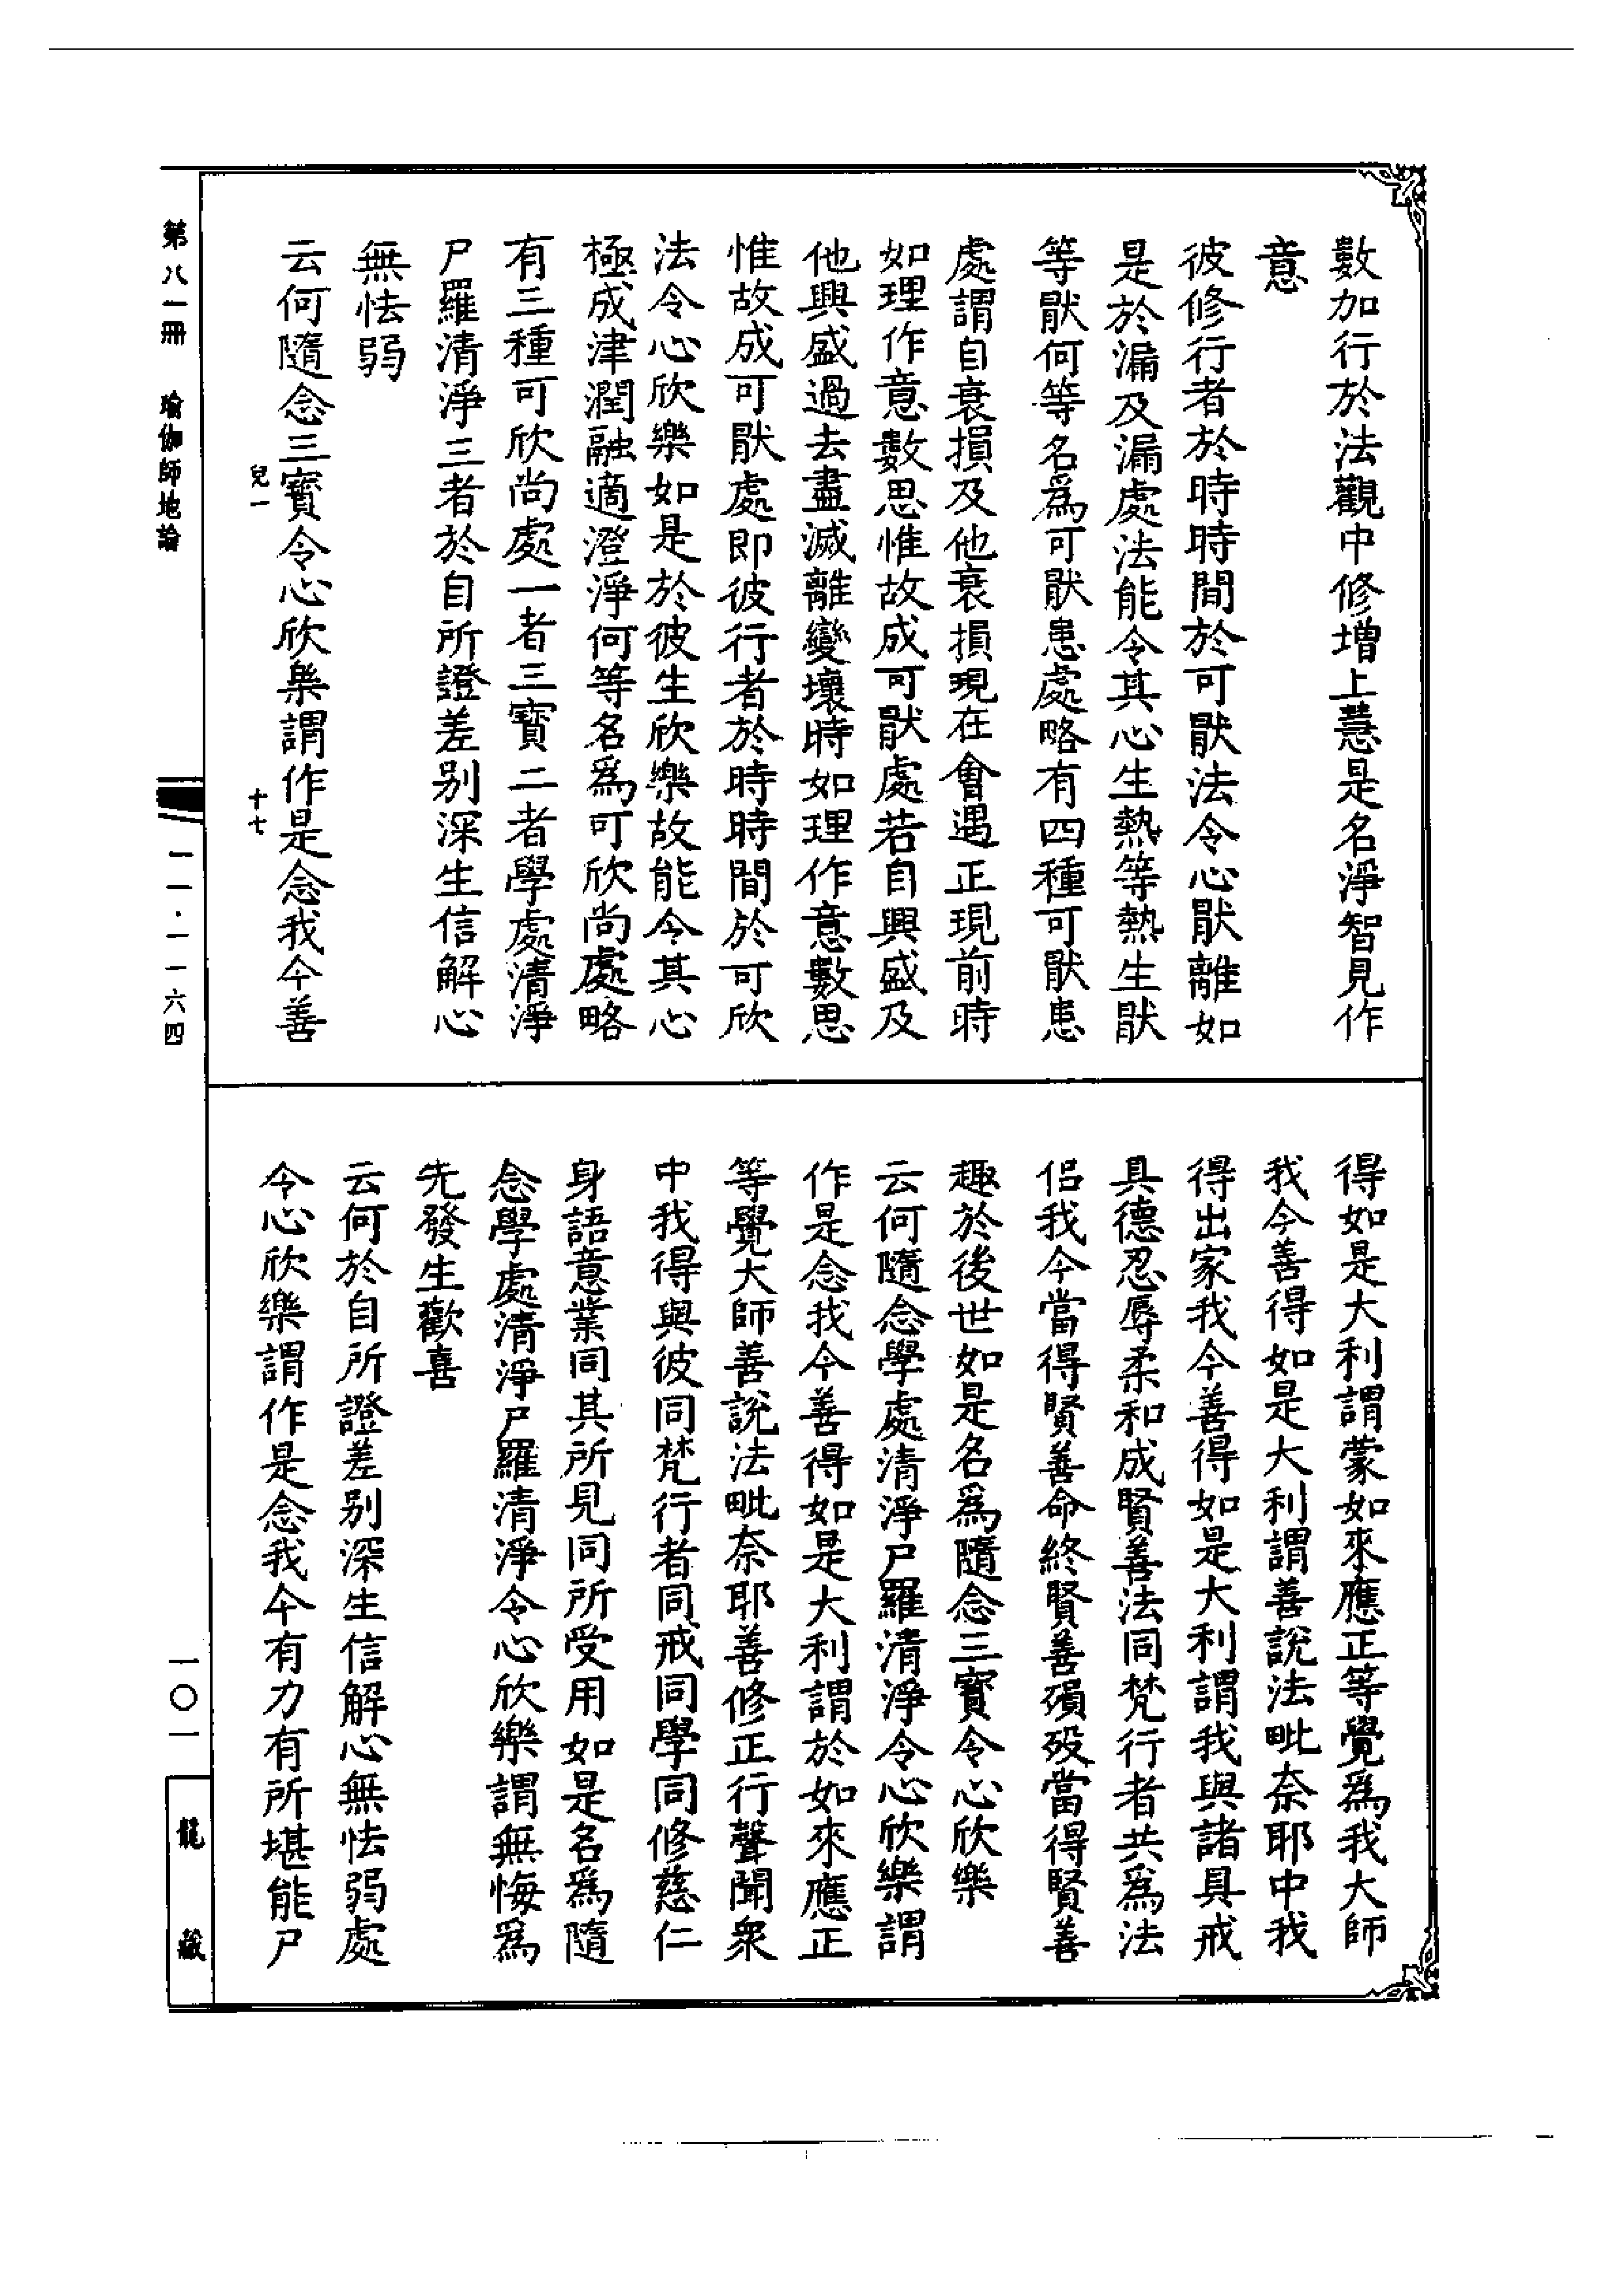 數加行於法觀中修增上慧是名淨智見作
意
彼修行者於時時間於可猒法令心猒離如
是於漏及漏處法能令其心生熱等熱生猒
等猒何等名爲可猒患處略有四種可猒患
處謂自衰損及他衰損現在會遇正現前時
如理作意數思惟故成可猒處若自興盛及
他興盛過去盡滅離變壞時如理作意數思
惟故成可猒處即彼行者於時時間於可欣
法令心欣樂如是於彼生欣樂故能令其心
極成津潤融適澄淨何等名爲可欣尚處略
有三種可欣尚處一者三寶二者學處清淨
尸羅清淨三者於自所證差别深生信解心
無怯弱
云何隨念三寶令心欣樂謂作是念我今善
兒一 十七
得如是大利謂蒙如來應正等覺爲我大師
我今善得如是大利謂善說法毗奈耶中我
得出家我今善得如是大利謂我與諸具戒
具德忍辱柔和成賢善法同梵行者共爲法
侶我今當得賢善命終賢善殞歿當得賢善
趣於後世如是名爲隨念三寶令心欣樂
云何隨念學處清淨尸羅清淨令心欣樂謂
作是念我今善得如是大利謂於如來應正
等覺大師善說法毗奈耶善修正行聲聞衆
中我得與彼同梵行者同戒同學同修慈仁
身語意業同其所見同所受用如是名爲隨
念學處清淨尸羅清淨令心欣樂謂無悔爲
先發生歡喜
云何於自所證差别深生信解心無怯弱處
令心欣樂謂作是念我今有力有所堪能尸
第八一冊 瑜伽師地論
一一·一一六四
一〇一
龍藏